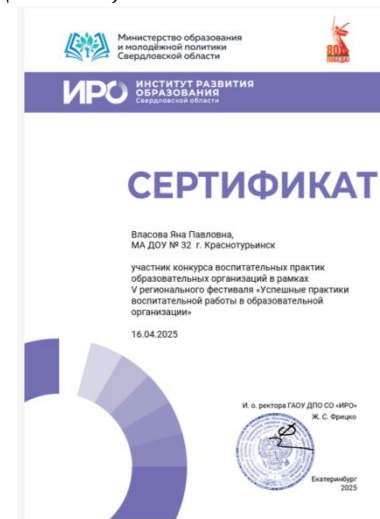 Министерство образования
и молодёжной политики
Свердловской области
80
ПОБЕДА!
ИРО
ИНСТИТУТ РАЗВИТИЯ
ОБРАЗОВАНИЯ
Свердловской области
СЕРТИФИКАТ
Власова Яна Павловна,
МА ДОУ № 32 г. Краснотурьинск
участник конкурса воспитательных практик
образовательных организаций в рамках
V регионального фестиваля «Успешные практики
воспитательной работы в образовательной
организации»
16.04.2025
И. о. ректора ГАОУ ДПО СО «ИРО»
Ж. С. Фрицко
Екатеринбург
2025